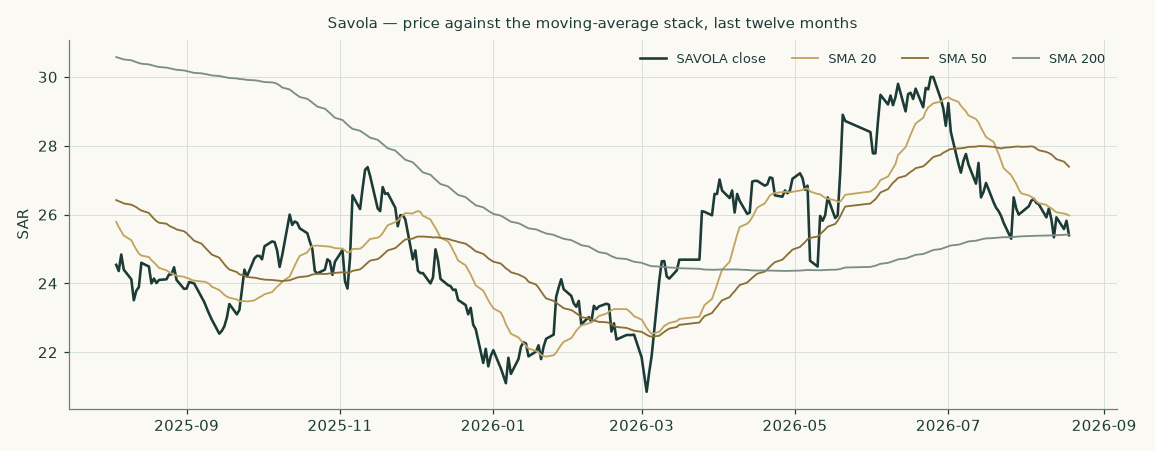 Savola — price against the moving-average stack, last twelve months
SAVOLA close SMA 20 SMA 50 SMA 200
SAR
30
28
26
24
22
2025-09 2025-11 2026-01 2026-03 2026-05 2026-07 2026-09